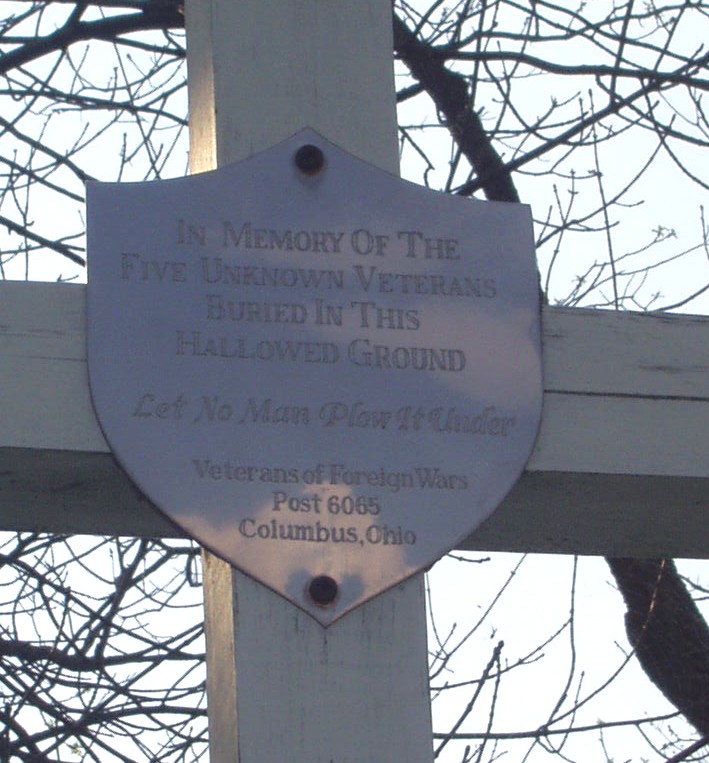 In Memory Of The
Five Unknown Veterans
Buried In This
Hallowed Ground
Let No Man Plow It Under
Veterans of Foreign Wars
Post 6065
Columbus, Ohio